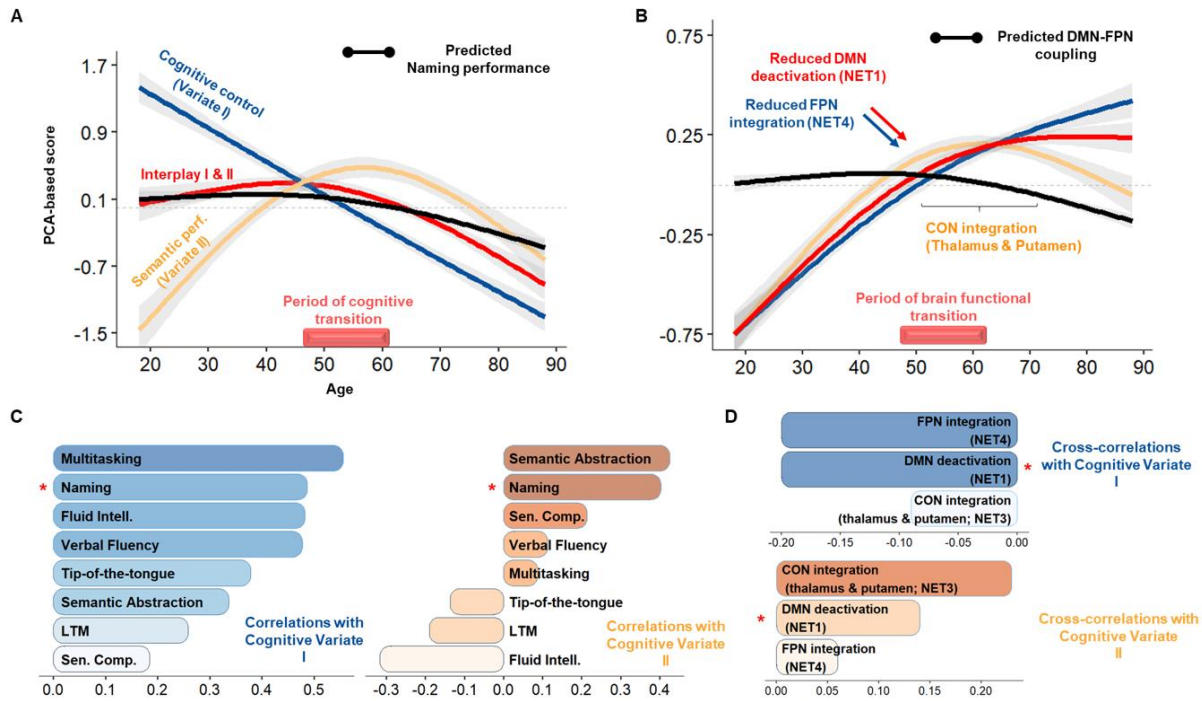 A
Predicted
Naming performance
Cognitive control
(Variate I)
Interplay I & II
Semantic perf.
(Variate II)
Period of cognitive
transition
PCA-based score
1.7
0.9
0.1
-0.7
-1.5
20 30 40 50 60 70 80 90
Age
B
Predicted DMN-FPN
coupling
Reduced DMN
deactivation (NET1)
Reduced FPN
integration (NET4)
CON integration
(Thalamus & Putamen)
Period of brain functional
transition
0.75
0.25
-0.25
-0.75
20 30 40 50 60 70 80 90
C
Multitasking
* Naming
Fluid Intell.
Verbal Fluency
Tip-of-the-tongue
Semantic Abstraction
LTM
Sen. Comp.
Correlations with
Cognitive Variate
I
0.0 0.1 0.2 0.3 0.4 0.5
Semantic Abstraction
* Naming
Sen. Comp.
Verbal Fluency
Multitasking
Tip-of-the-tongue
LTM
Fluid Intell.
Correlations with
Cognitive Variate
II
-0.3 -0.2 -0.1 0.0 0.1 0.2 0.3 0.4
D
FPN integration
(NET4)
DMN deactivation
(NET1) *
CON integration
(thalamus & putamen; NET3)
Cross-correlations
with Cognitive Variate
I
-0.20 -0.15 -0.10 -0.05 0.00
CON integration
(thalamus & putamen; NET3)
* DMN deactivation
(NET1)
FPN integration
(NET4)
Cross-correlations with
Cognitive Variate
II
0.00 0.05 0.10 0.15 0.20